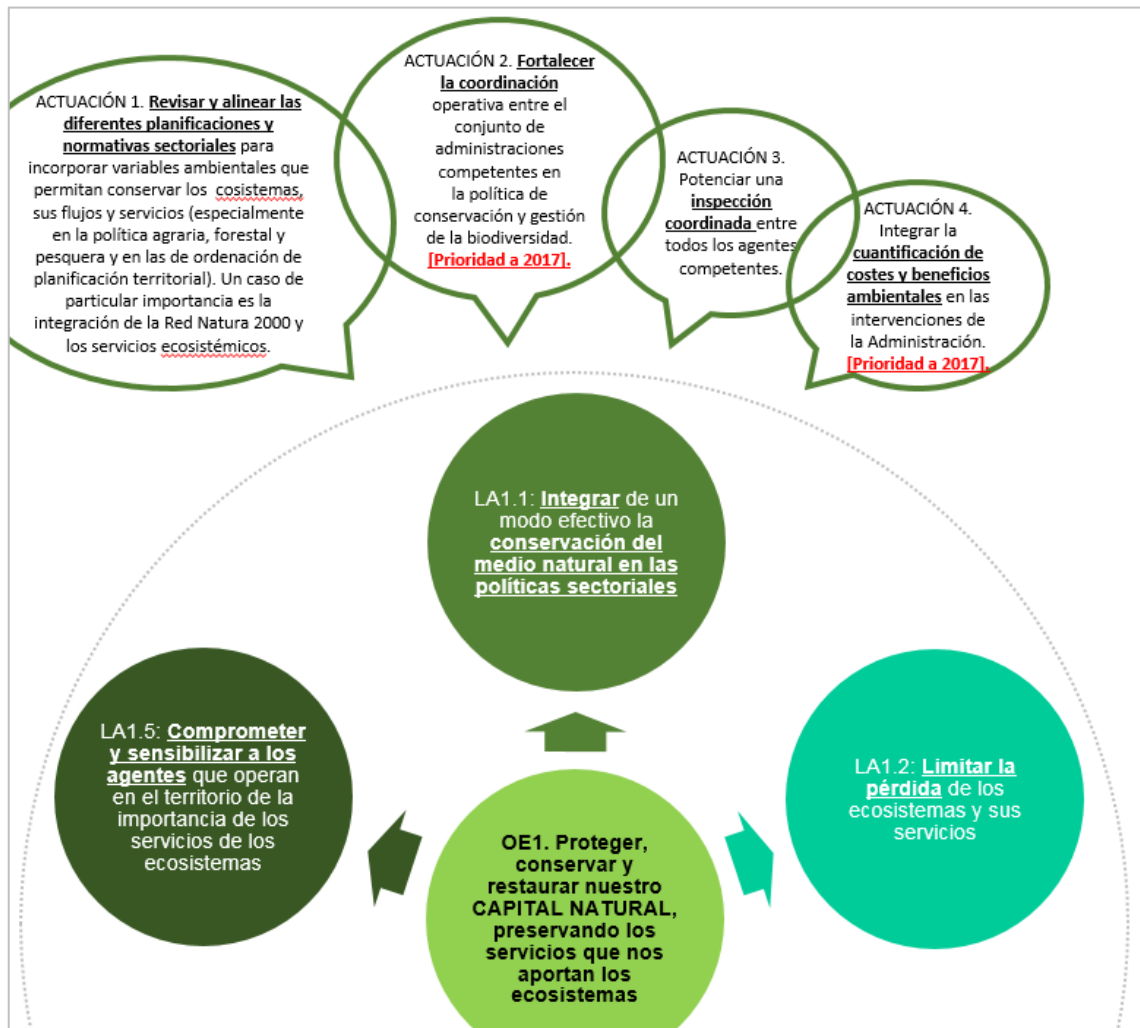 ACTUACIÓN 1. Revisar y alinear las
diferentes planificaciones y
normativas sectoriales para
incorporar variables ambientales que
permitan conservar los cosistemas,
sus flujos y servicios (especialmente
en la política agraria, forestal y
pesquera y en las de ordenación de
planificación territorial). Un caso de
particular importancia es la
integración de la Red Natura 2000 y
los servicios ecosistémicos.
ACTUACIÓN 2. Fortalecer
la coordinación
operativa entre el
conjunto de
administraciones
competentes en
la política de
conservación y gestión
de la biodiversidad.
[Prioridad a 2017].
ACTUACIÓN 3.
Potenciar una
inspección
coordinada entre
todos los agentes
competentes.
ACTUACIÓN 4.
Integrar la
cuantificación de
costes y beneficios
ambientales en las
intervenciones de
la Administración.
[Prioridad a 2017].
LA1.1: Integrar de un
modo efectivo la
conservación del
medio natural en las
políticas sectoriales
LA1.5: Comprometer
y sensibilizar a los
agentes que operan
en el territorio de la
importancia de los
servicios de los
ecosistemas
LA1.2: Limitar la
pérdida de los
ecosistemas y sus
servicios
OE1. Proteger,
conservar y
restaurar nuestro
CAPITAL NATURAL,
preservando los
servicios que nos
aportan los
ecosistemas